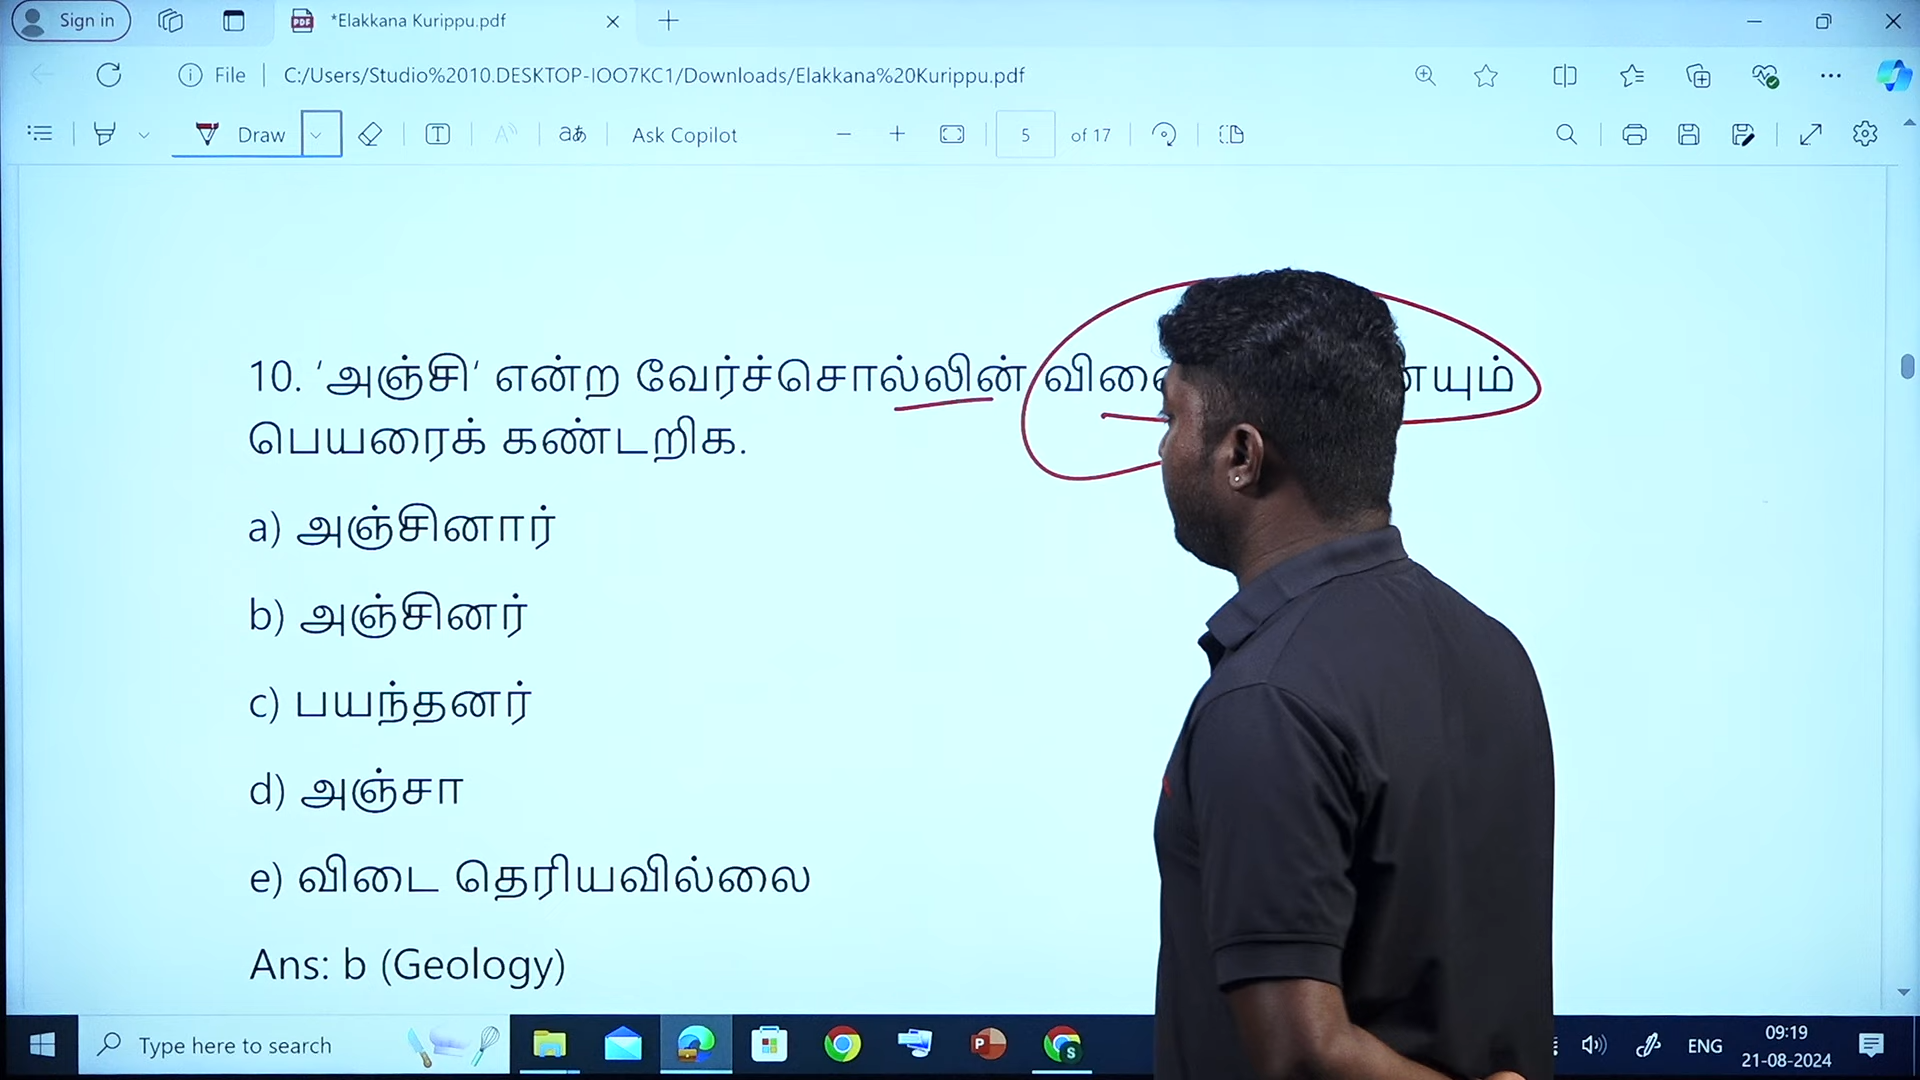 Sign in
*Elakkana Kurippu.pdf
File
C:/Users/Studio%2010.DESKTOP-IOO7KC1/Downloads/Elakkana%20Kurippu.pdf
Draw
aあ
Ask Copilot
5 of 17
10. ‘அஞ்சி‘ என்ற வேர்ச்சொல்லின்
பெயரைக் கண்டறிக.
a) அஞ்சினார்
b) அஞ்சினர்
c) பயந்தனர்
d) அஞ்சா
e) விடை தெரியவில்லை
Ans: b (Geology)
Type here to search
ENG
09:19
21-08-2024